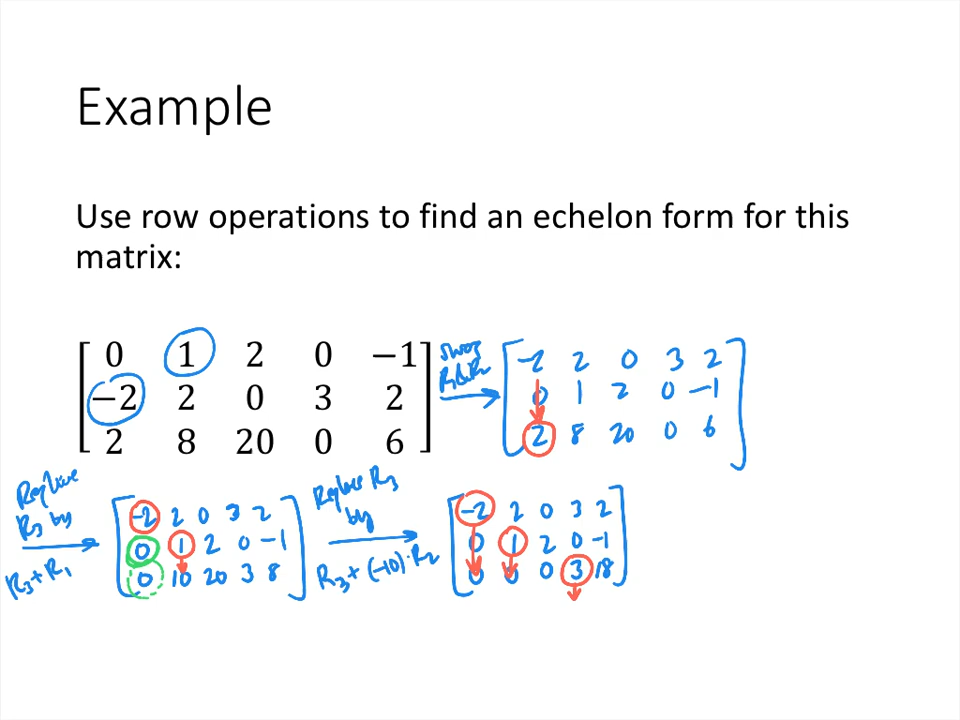 Example
Use row operations to find an echelon form for this
matrix:
0 1 2 0 −1
−2 2 0 3 2
2 8 20 0 6
swap
R1&R2
-2 2 0 3 2
0 1 2 0 -1
2 8 20 0 6
Replace
R3 by
R3+R1
-2 2 0 3 2
0 1 2 0 -1
0 10 20 3 8
Replace R3
by
R3+(-10)·R2
-2 2 0 3 2
0 1 2 0 -1
0 0 0 3 18